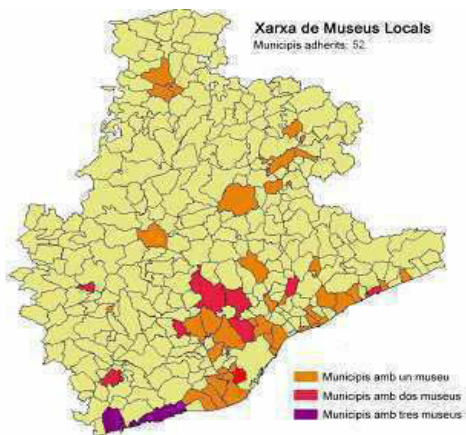 Xarxa de Museus Locals
Municipis adherits: 52
Municipis amb un museu
Municipis amb dos museus
Municipis amb tres museus